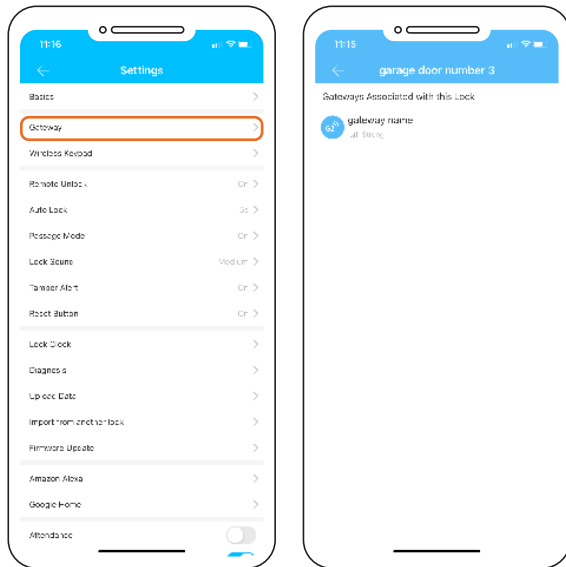 11:16
Settings
Basics
Gateway
Wireless Keypad
Remote Unlock On
Auto Lock 5s
Passage Mode On
Lock Sound Medium
Tamper Alert On
Reset Button On
Lock Clock
Diagnosis
Upload Data
Import from another lock
Firmware Update
Amazon Alexa
Google Home
Attendance
11:15
garage door number 3
Gateways Associated with this Lock
G2
gateway name
Strong